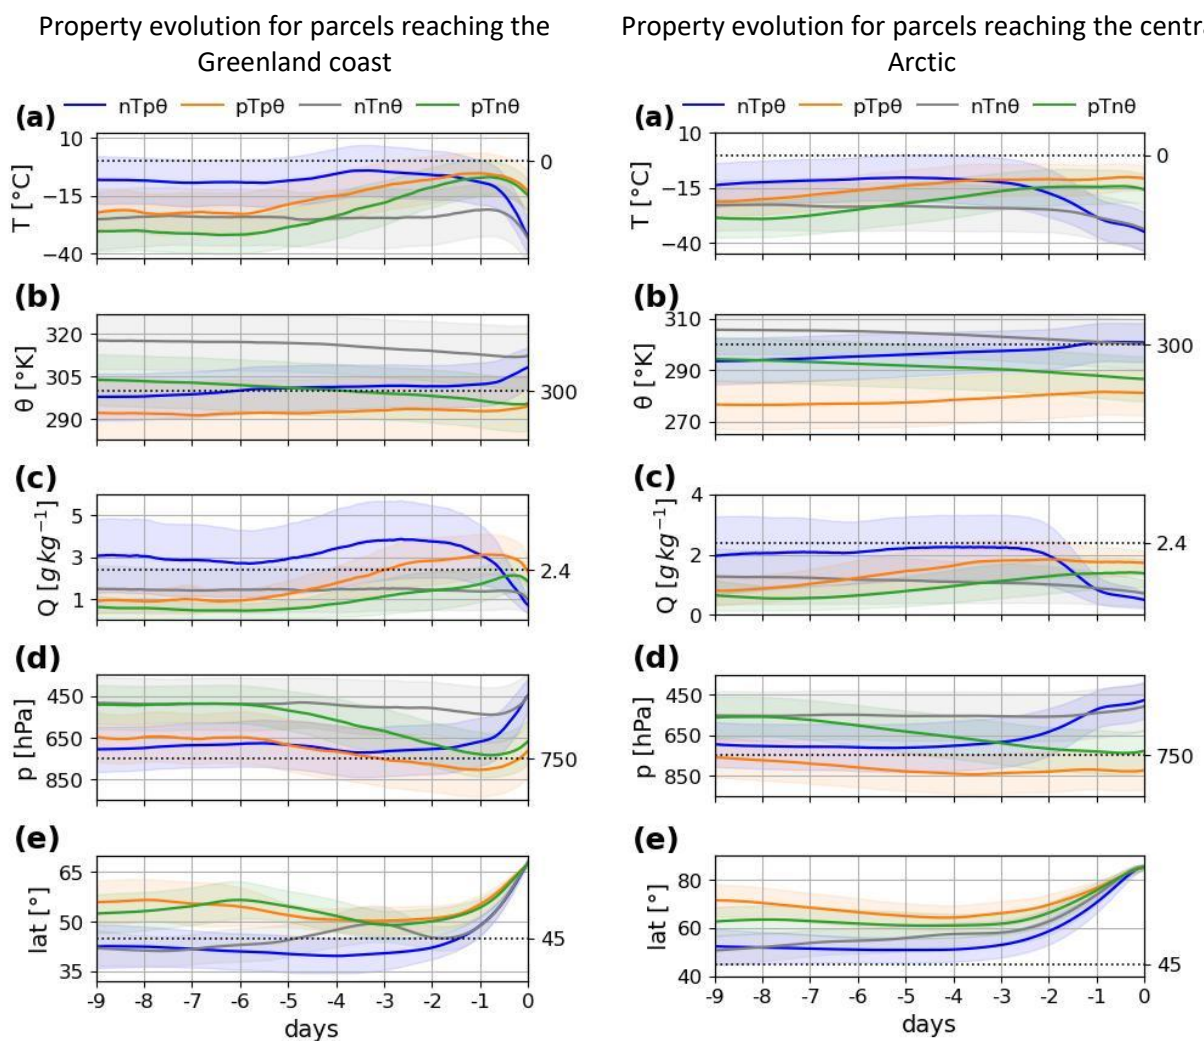 Property evolution for parcels reaching the
Greenland coast
nTpθ pTpθ nTnθ pTnθ
(a)
T [°C]
10
−15
−40
0
(b)
θ [°K]
320
305
290
300
(c)
Q [gkg⁻¹]
5
3
1
2.4
(d)
p [hPa]
450
650
850
750
(e)
lat [°]
65
50
35
45
-9 -8 -7 -6 -5 -4 -3 -2 -1 0
days
Property evolution for parcels reaching the centra
Arctic
nTpθ pTpθ nTnθ pTnθ
(a)
T [°C]
10
−15
−40
0
(b)
θ [°K]
310
290
270
300
(c)
Q [gkg⁻¹]
4
2
0
2.4
(d)
p [hPa]
450
650
850
750
(e)
lat [°]
80
60
40
45
-9 -8 -7 -6 -5 -4 -3 -2 -1 0
days